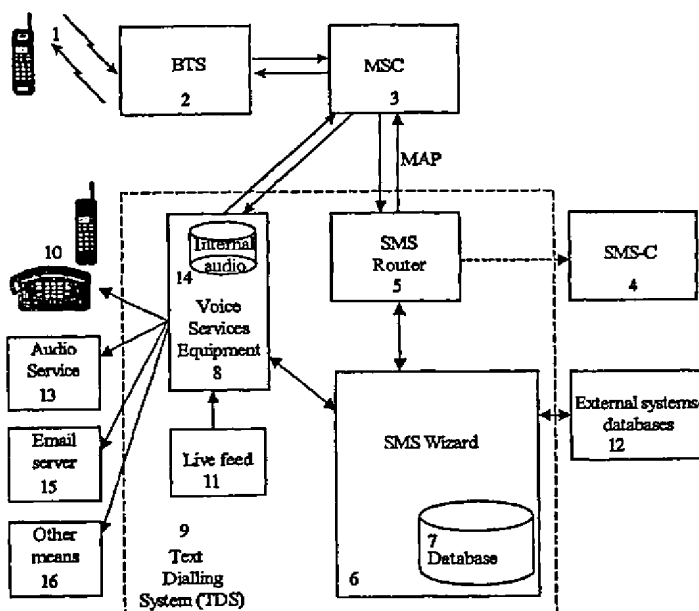 1
BTS
2
MSC
3
MAP
10
Internal
audio
14
Voice
Services
Equipment
8
SMS
Router
5
SMS-C
4
Audio
Service
13
Email
server
15
Other
means
16
Live feed
11
SMS Wizard
7
Database
6
External systems
databases
12
9
Text
Dialling
System (TDS)